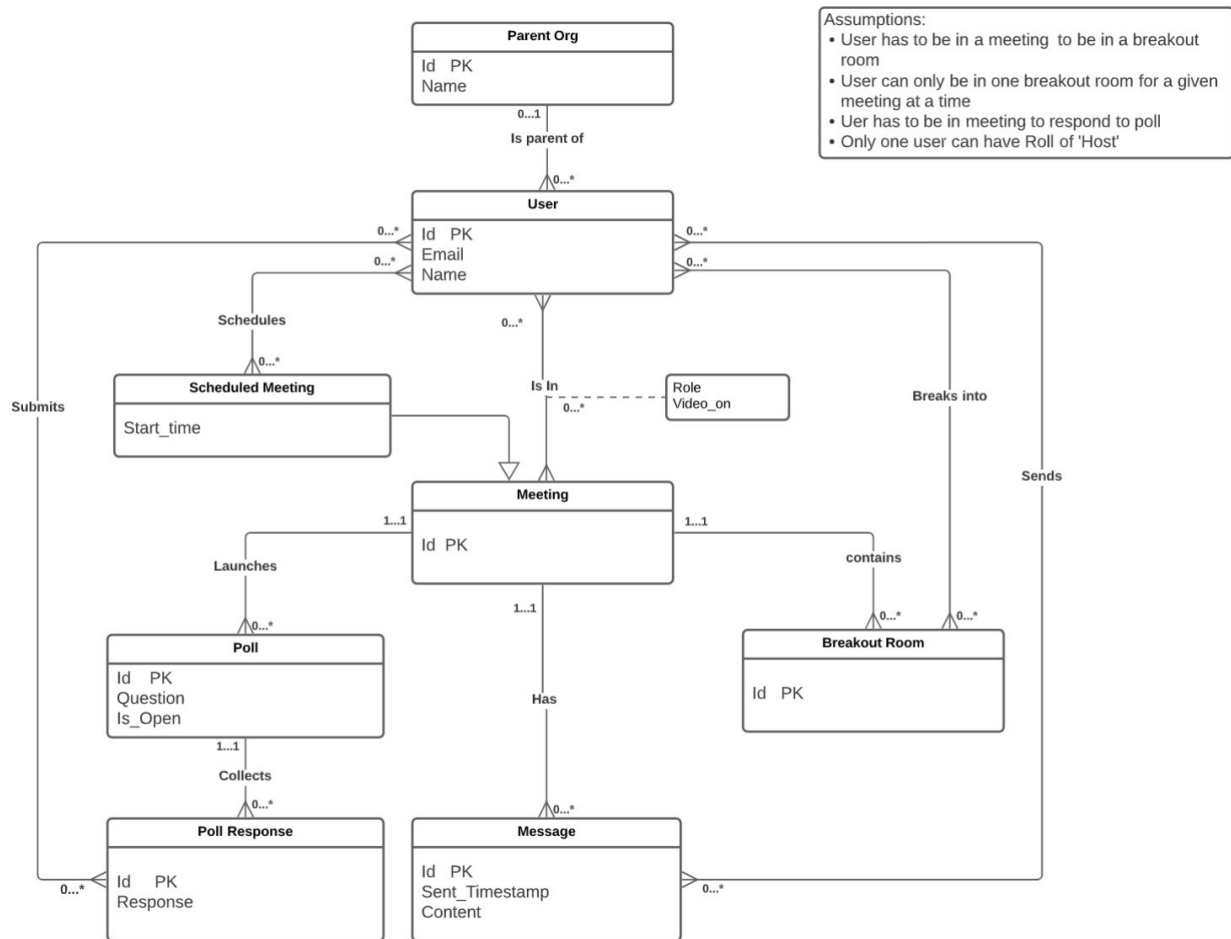 Assumptions:
• User has to be in a meeting to be in a breakout
room
• User can only be in one breakout room for a given
meeting at a time
• Uer has to be in meeting to respond to poll
• Only one user can have Roll of 'Host'
Parent Org
Id PK
Name
0...1
Is parent of
0...*
User
Id PK
Email
Name
0...*
0...*
0...*
0...*
0...*
Schedules
0...*
Scheduled Meeting
Start_time
Submits
Is In
0...*
Role
Video_on
Breaks into
Sends
Meeting
Id PK
1...1
1...1
1...1
Launches
contains
0...*
0...*
0...*
Poll
Id PK
Question
Is_Open
Breakout Room
Id PK
Has
1...1
Collects
0...*
0...*
Poll Response
Id PK
Response
0...*
Message
Id PK
Sent_Timestamp
Content
0...*